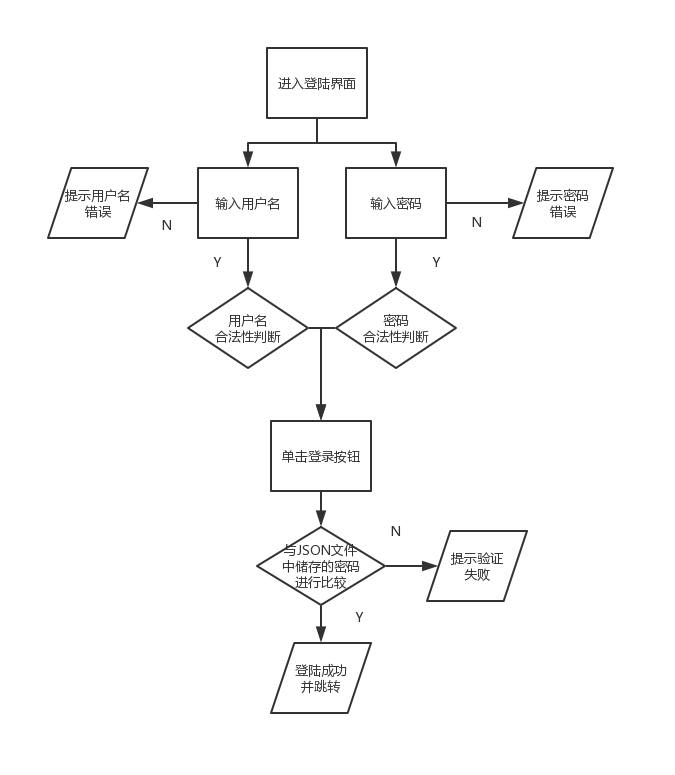 进入登陆界面
提示用户名
错误
N
输入用户名
输入密码
N
提示密码
错误
Y
Y
用户名
合法性判断
密码
合法性判断
单击登录按钮
N
与JSON文件
中储存的密码
进行比较
提示验证
失败
Y
登陆成功
并跳转